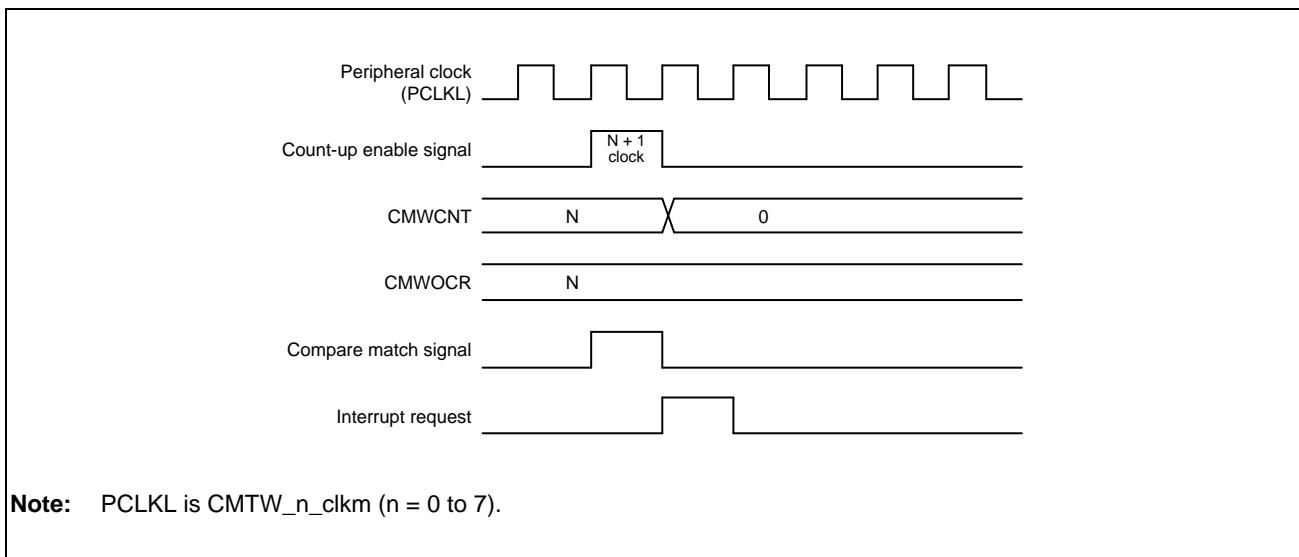 Peripheral clock
(PCLKL)
Count-up enable signal
N + 1
clock
CMWCNT
N
0
CMWOCR
N
Compare match signal
Interrupt request
Note: PCLKL is CMTW_n_clkm (n = 0 to 7).